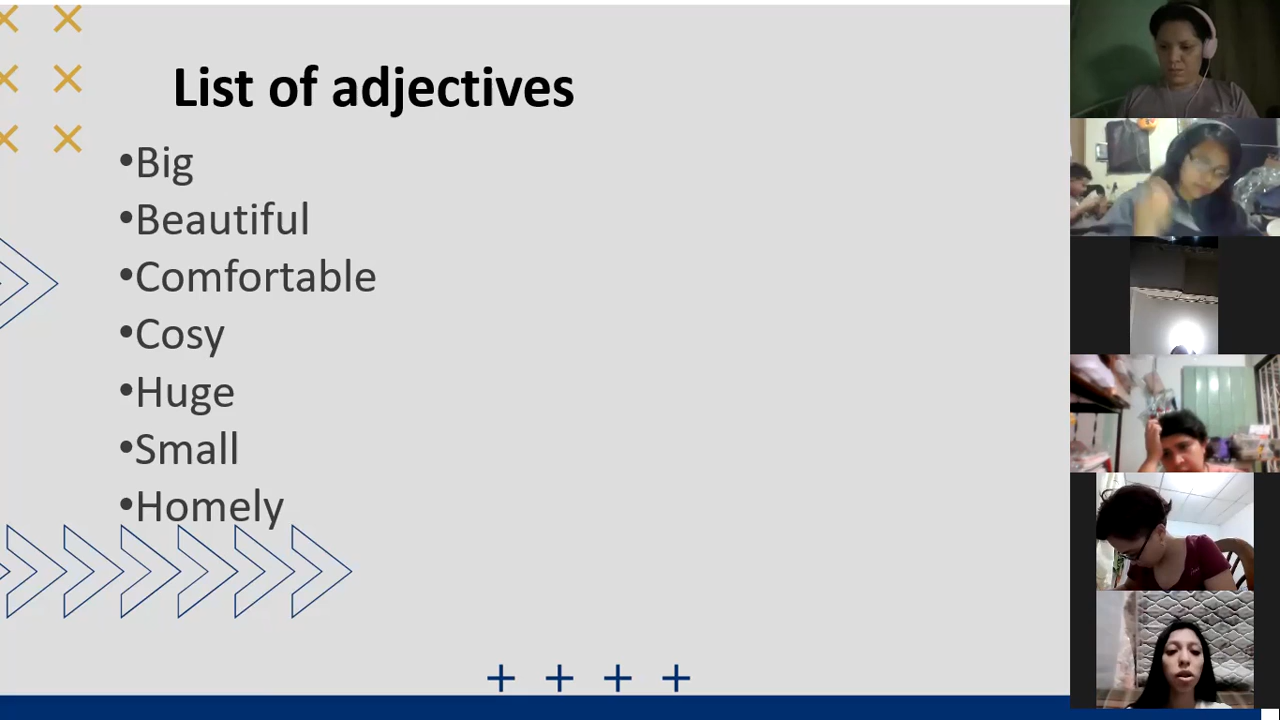 List of adjectives
•Big
•Beautiful
•Comfortable
•Cosy
•Huge
•Small
•Homely